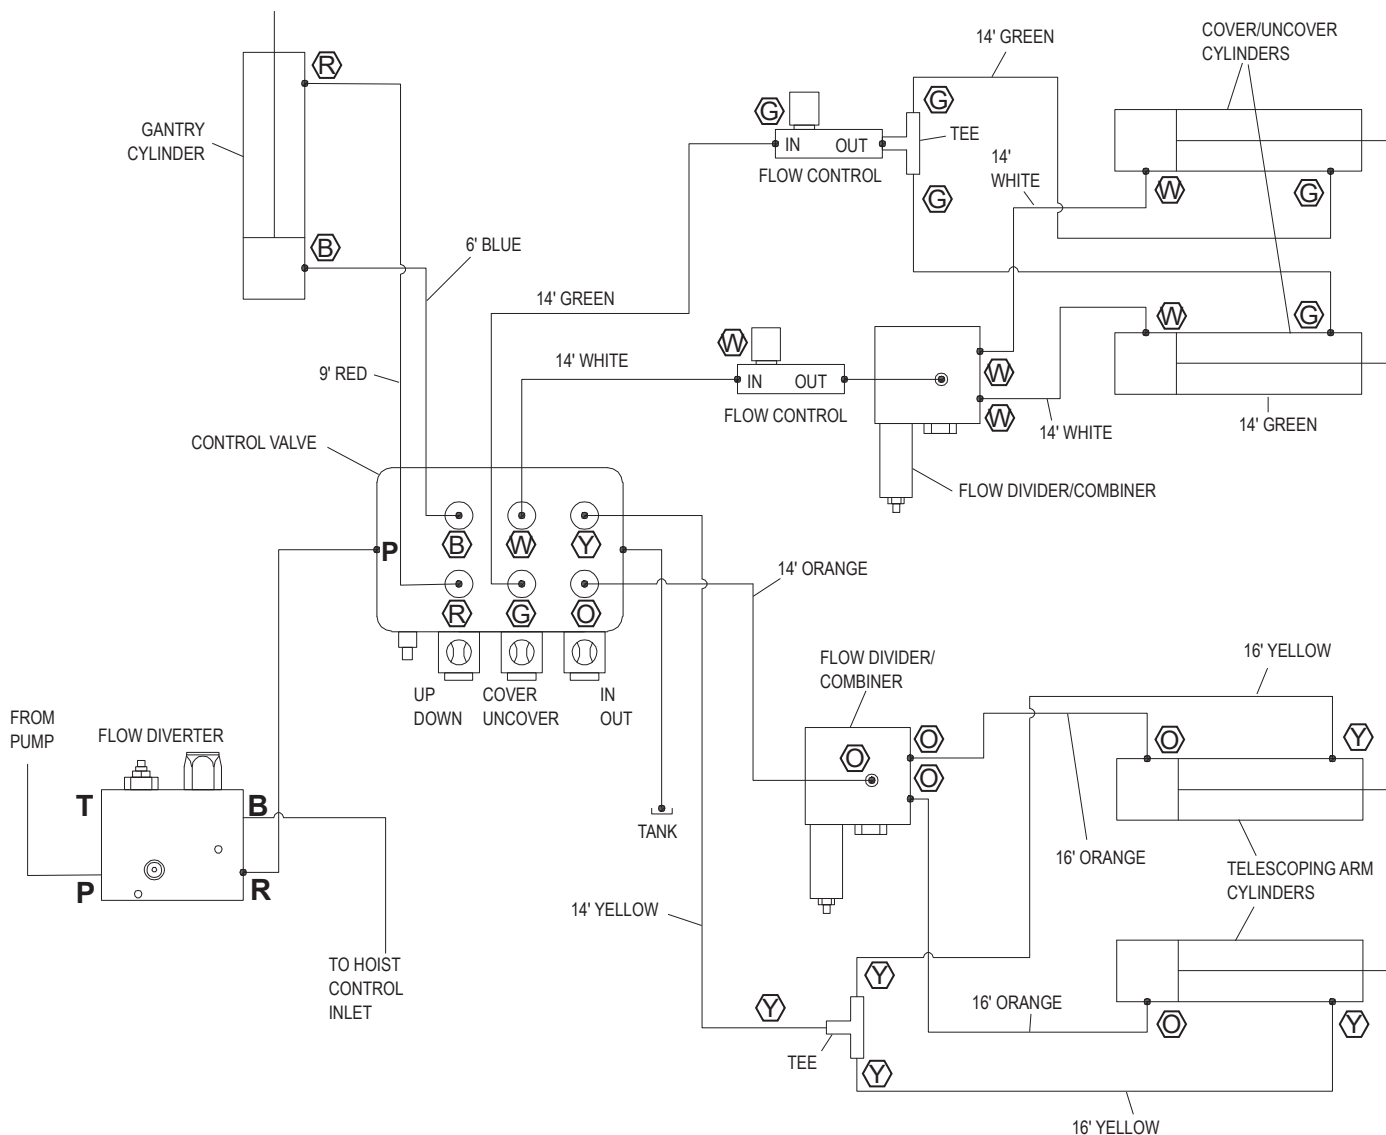 COVER/UNCOVER
CYLINDERS
14' GREEN
R
G
G
GANTRY
CYLINDER
IN
OUT
TEE
FLOW CONTROL
14'
WHITE
W
G
G
B
6' BLUE
14' GREEN
W
G
W
14' WHITE
9' RED
IN
OUT
W
FLOW CONTROL
W
14' WHITE
14' GREEN
CONTROL VALVE
FLOW DIVIDER/COMBINER
P
B
W
Y
14' ORANGE
R
G
O
FLOW DIVIDER/
COMBINER
16' YELLOW
UP
DOWN
COVER
UNCOVER
IN
OUT
FROM
PUMP
FLOW DIVERTER
O
O
Y
O
O
T
B
TANK
16' ORANGE
P
R
TELESCOPING ARM
CYLINDERS
14' YELLOW
TO HOIST
CONTROL
INLET
Y
Y
16' ORANGE
O
Y
TEE
Y
16' YELLOW